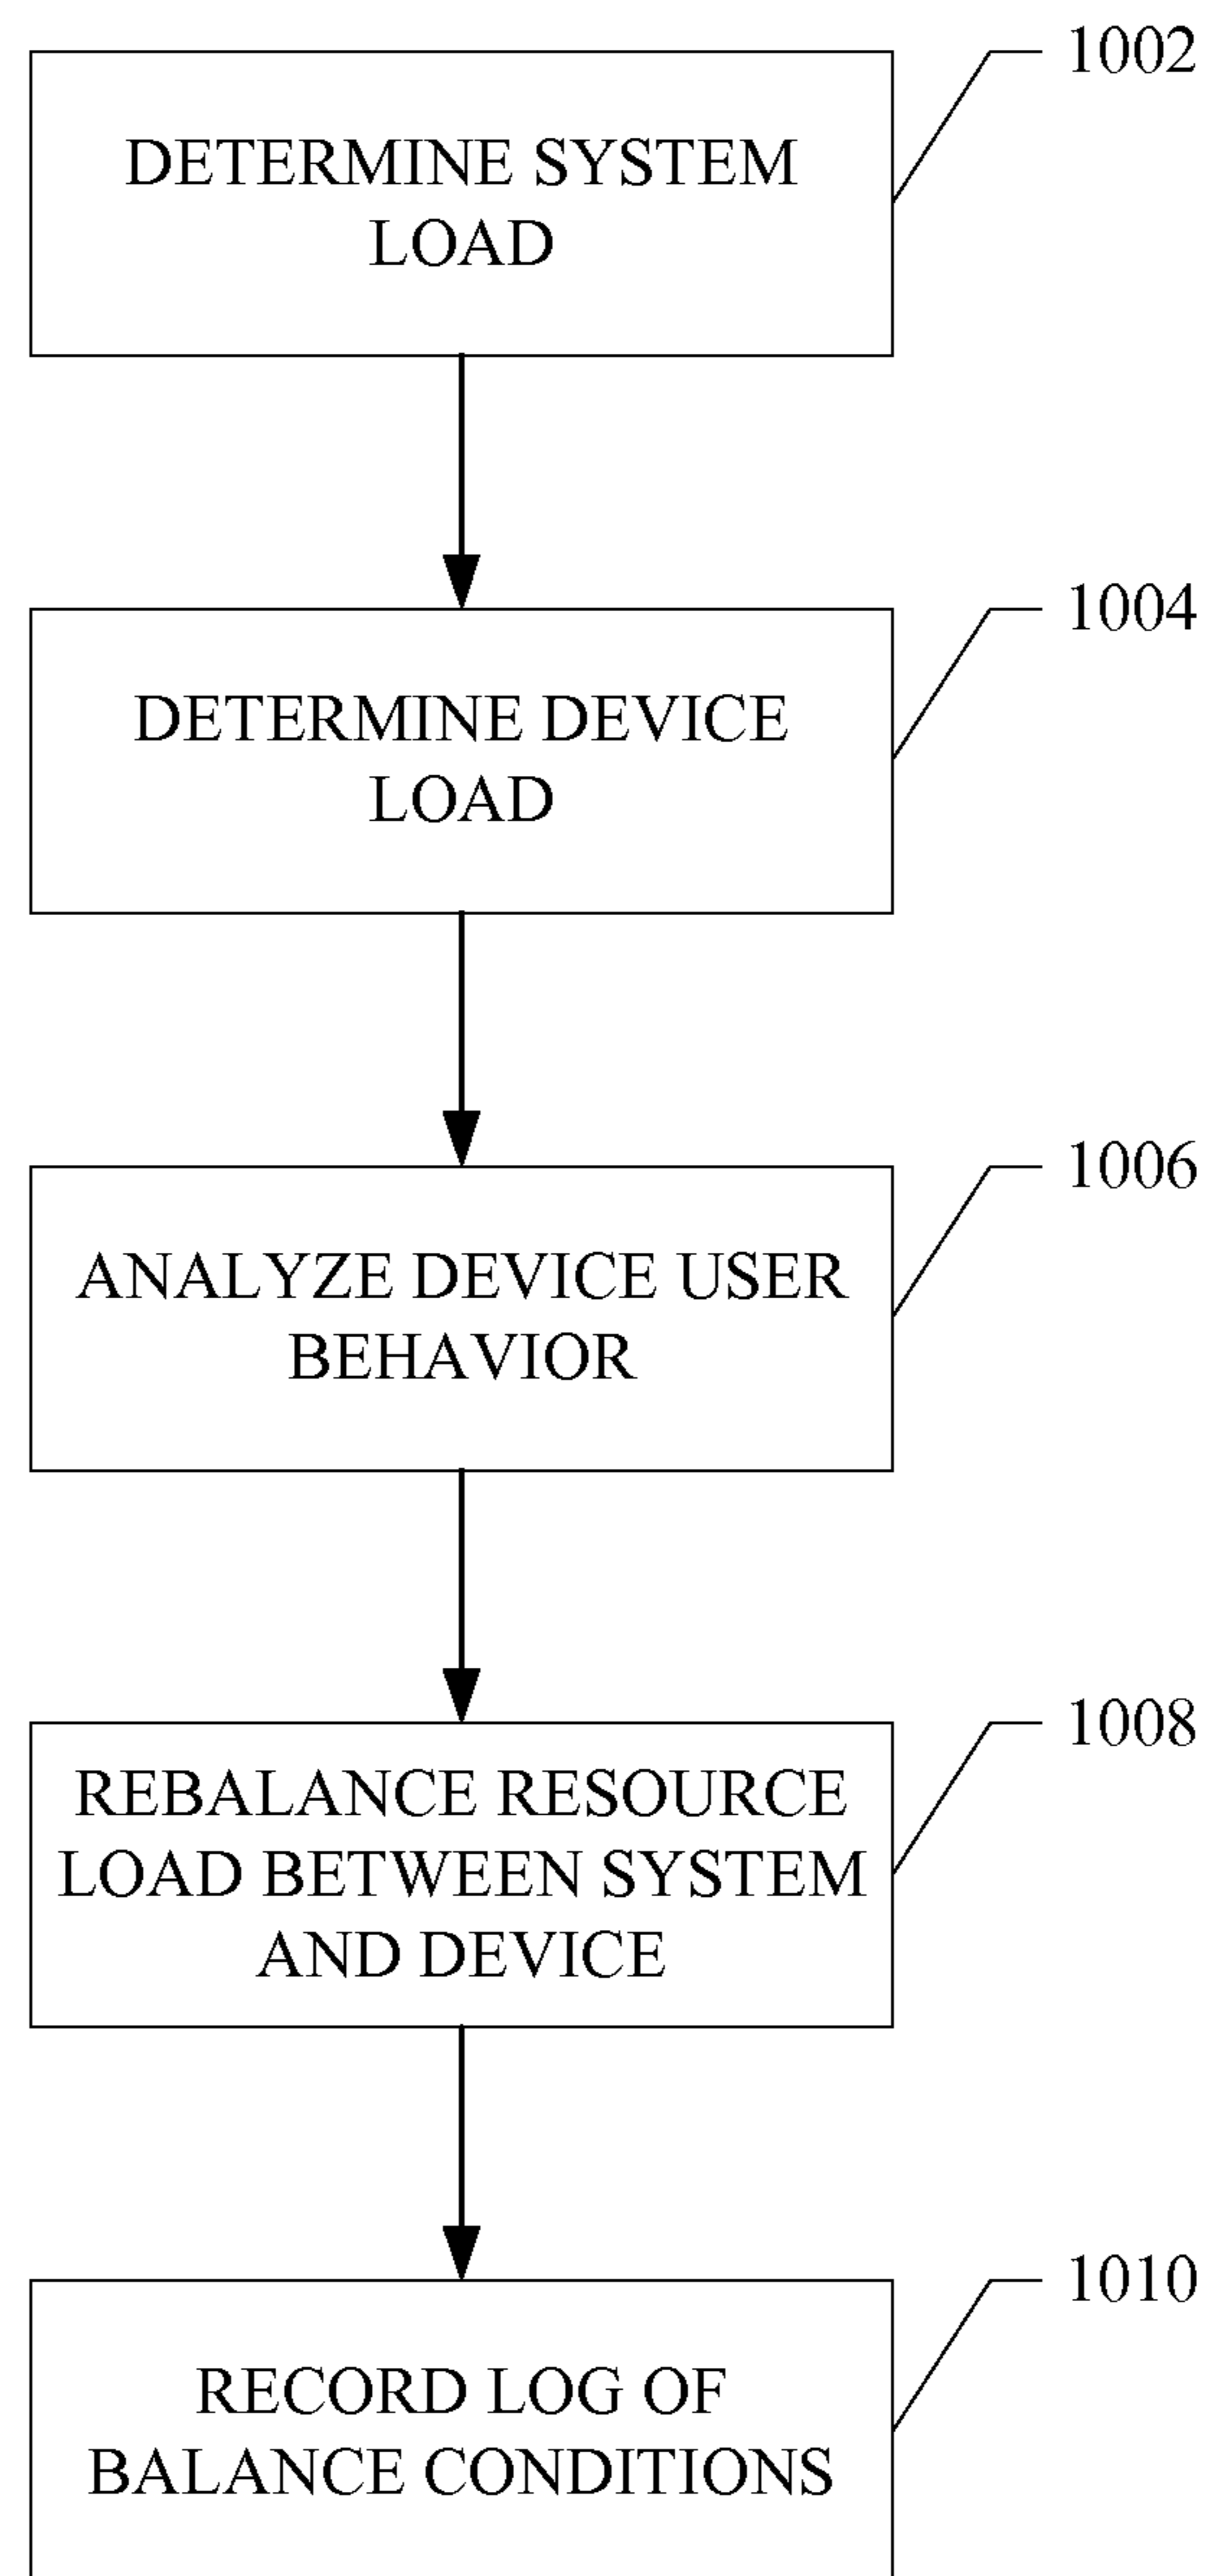 1002
DETERMINE SYSTEM
LOAD
1004
DETERMINE DEVICE
LOAD
1006
ANALYZE DEVICE USER
BEHAVIOR
1008
REBALANCE RESOURCE
LOAD BETWEEN SYSTEM
AND DEVICE
1010
RECORD LOG OF
BALANCE CONDITIONS